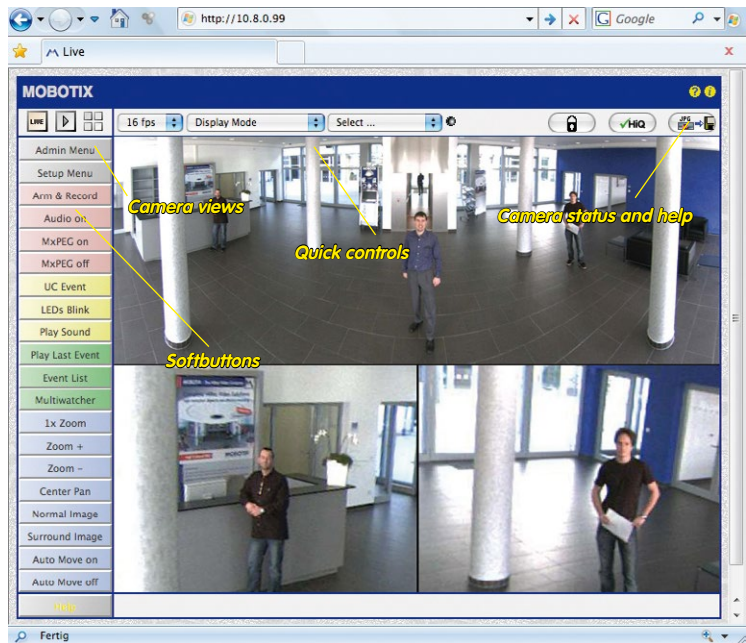 http://10.8.0.99
Google
Live
MOBOTIX
LIVE
16 fps
Display Mode
Select ...
HiQ
JPG
Admin Menu
Setup Menu
Arm & Record
Audio on
MxPEG on
MxPEG off
UC Event
LEDs Blink
Play Sound
Play Last Event
Event List
Multiwatcher
1x Zoom
Zoom +
Zoom -
Center Pan
Normal Image
Surround Image
Auto Move on
Auto Move off
Help
Camera views
Quick controls
Camera status and help
Softbuttons
MOBOTIX
MOBOTIX
Fertig